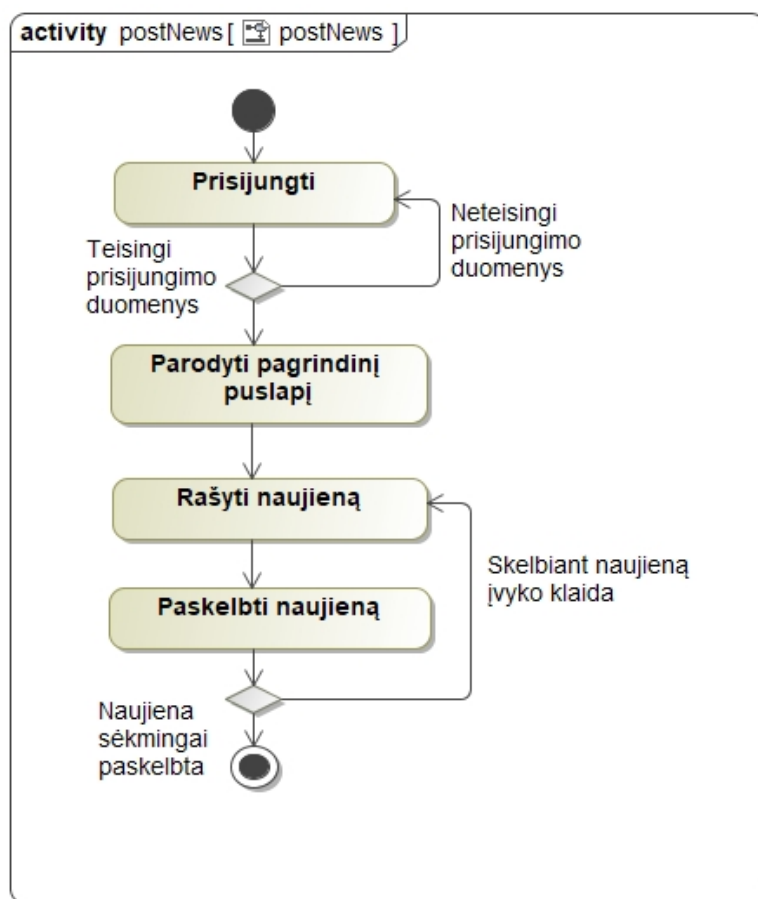 activity postNews [ postNews ]
Prisijungti
Neteisingi
prisijungimo
duomenys
Teisingi
prisijungimo
duomenys
Parodyti pagrindinį
puslapį
Rašyti naujieną
Skelbiant naujieną
įvyko klaida
Paskelbti naujieną
Naujiena
sėkmingai
paskelbta